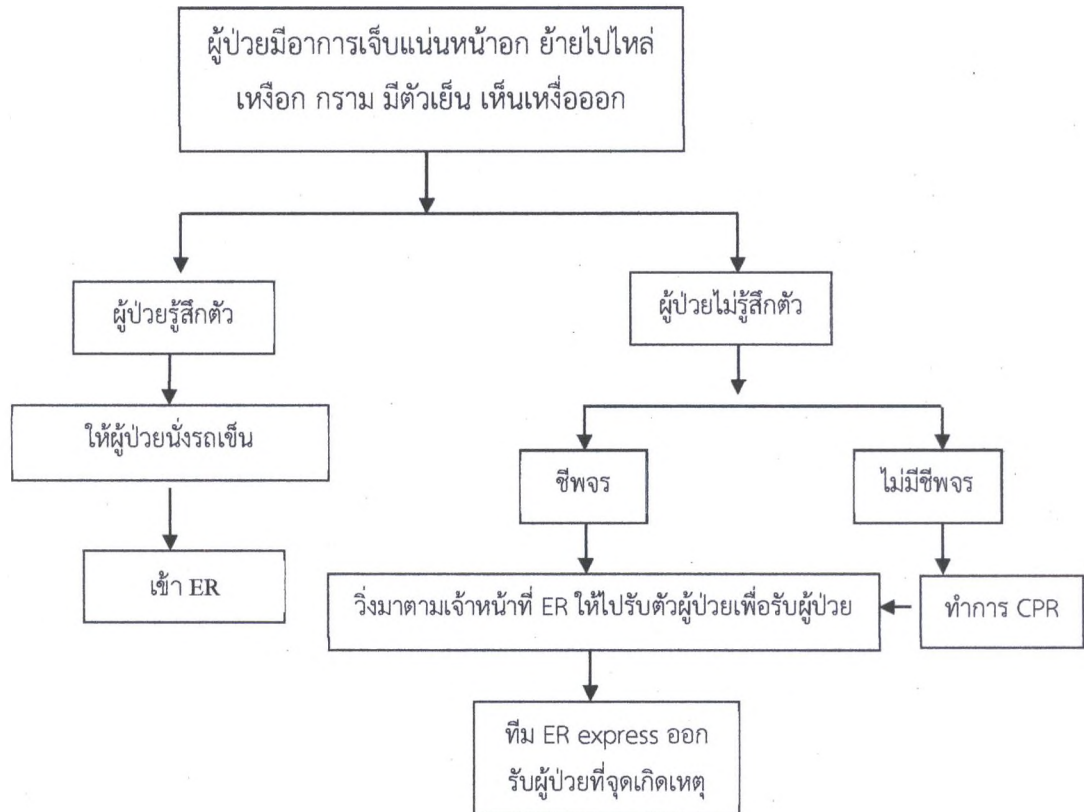 ผู้ป่วยมีอาการเจ็บแน่นหน้าอก ย้ายไปไหล่
เหงือก กราม มีตัวเย็น เห็นเหงื่อออก
ผู้ป่วยรู้สึกตัว
ผู้ป่วยไม่รู้สึกตัว
ให้ผู้ป่วยนั่งรถเข็น
ชีพจร
ไม่มีชีพจร
เข้า ER
วิ่งมาตามเจ้าหน้าที่ ER ให้ไปรับตัวผู้ป่วยเพื่อรับผู้ป่วย
ทำการ CPR
ทีม ER express ออก
รับผู้ป่วยที่จุดเกิดเหตุ